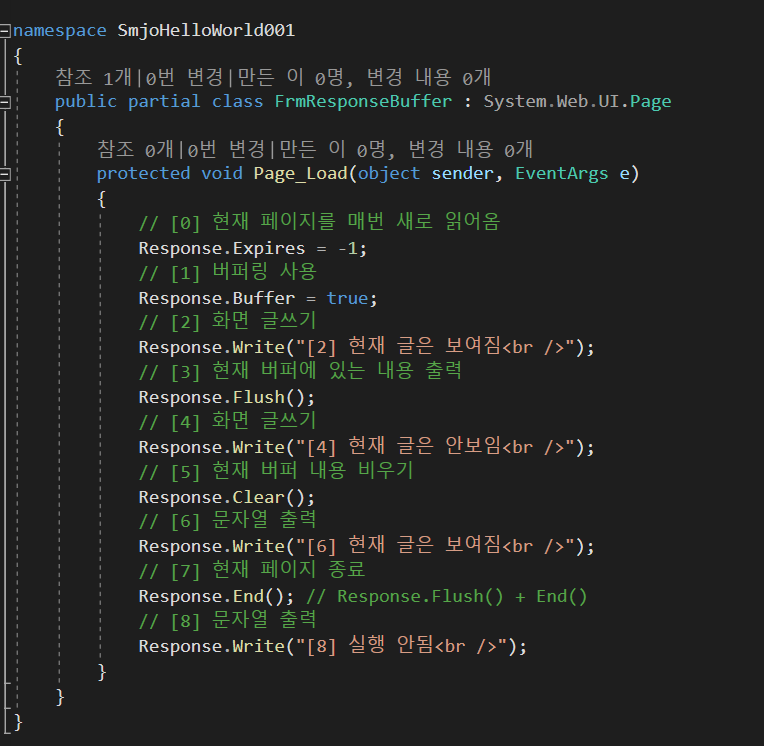 namespace SmjoHelloWorld001
{
참조 1개|0번 변경|만든 이 0명, 변경 내용 0개
public partial class FrmResponseBuffer : System.Web.UI.Page
{
참조 0개|0번 변경|만든 이 0명, 변경 내용 0개
protected void Page_Load(object sender, EventArgs e)
{
// [0] 현재 페이지를 매번 새로 읽어옴
Response.Expires = -1;
// [1] 버퍼링 사용
Response.Buffer = true;
// [2] 화면 글쓰기
Response.Write("[2] 현재 글은 보여짐<br />");
// [3] 현재 버퍼에 있는 내용 출력
Response.Flush();
// [4] 화면 글쓰기
Response.Write("[4] 현재 글은 안보임<br />");
// [5] 현재 버퍼 내용 비우기
Response.Clear();
// [6] 문자열 출력
Response.Write("[6] 현재 글은 보여짐<br />");
// [7] 현재 페이지 종료
Response.End(); // Response.Flush() + End()
// [8] 문자열 출력
Response.Write("[8] 실행 안됨<br />");
}
}
}